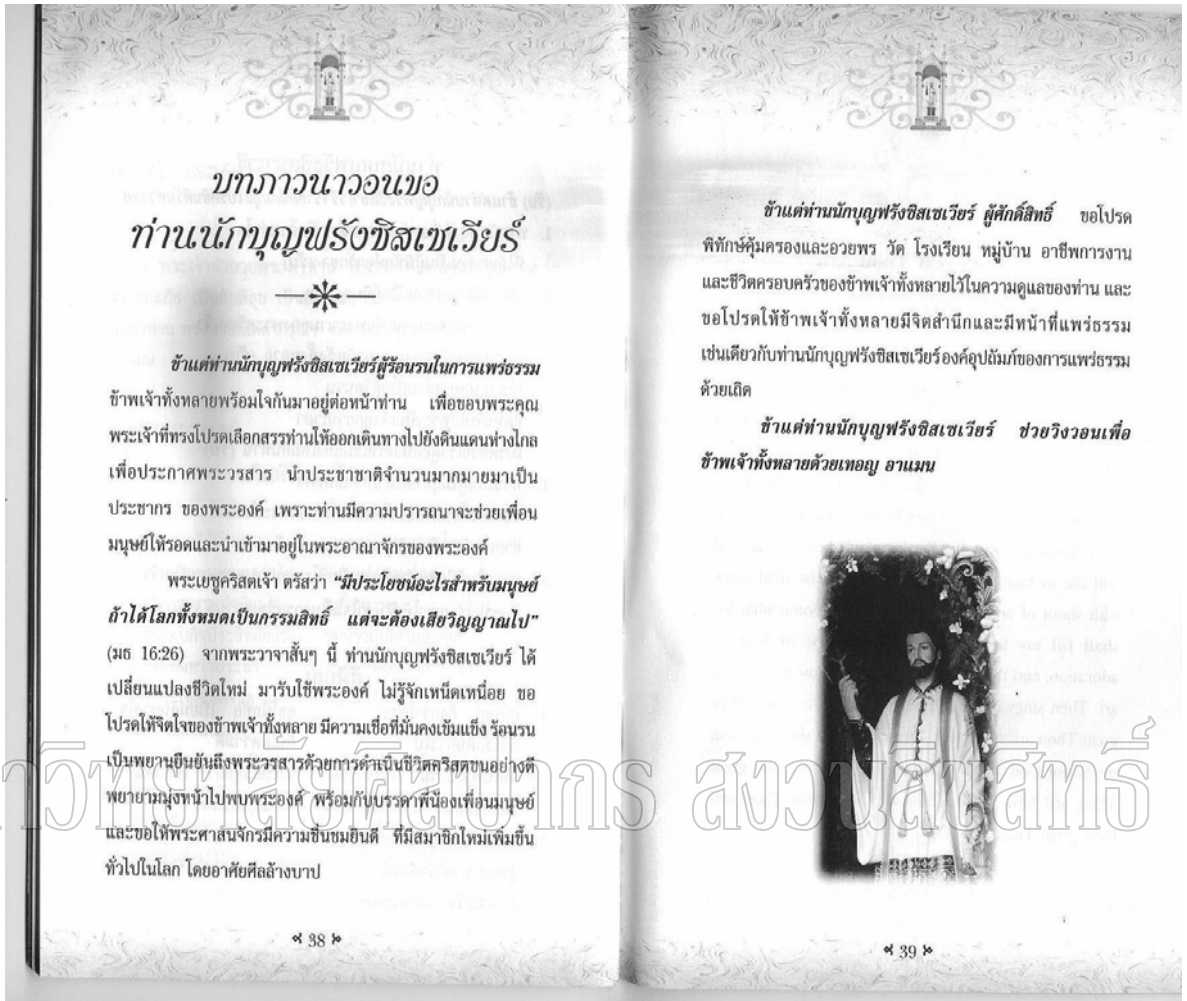 บทภาวนาวอนขอ
ท่านนักบุญฟรังซิสเซเวียร์
ข้าแต่ท่านนักบุญฟรังซิสเซเวียร์ผู้ร้อนรนในการแพร่ธรรม
ข้าพเจ้าทั้งหลายพร้อมใจกันมาอยู่ต่อหน้าท่าน เพื่อขอบพระคุณ
พระเจ้าที่ทรงโปรดเลือกสรรท่านให้ออกเดินทางไปยังดินแดนห่างไกล
เพื่อประกาศพระวรสาร นำประชาชาติจำนวนมากมายมาเป็น
ประชากร ของพระองค์ เพราะท่านมีความปรารถนาจะช่วยเพื่อน
มนุษย์ให้รอดและนำเข้ามาอยู่ในพระอาณาจักรของพระองค์
พระเยซูคริสตเจ้า ตรัสว่า "มีประโยชน์อะไรสำหรับมนุษย์
ถ้าได้โลกทั้งหมดเป็นกรรมสิทธิ์ แต่จะต้องเสียวิญญาณไป"
(มธ 16:26) จากพระวาจาสั้นๆ นี้ ท่านนักบุญฟรังซิสเซเวียร์ ได้
เปลี่ยนแปลงชีวิตใหม่ มารับใช้พระองค์ ไม่รู้จักเหน็ดเหนื่อย ขอ
โปรดให้จิตใจของข้าพเจ้าทั้งหลาย มีความเชื่อที่มั่นคงเข้มแข็ง ร้อนรน
เป็นพยานยืนยันถึงพระวรสารด้วยการดำเนินชีวิตคริสตชนอย่างดี
พยายามมุ่งหน้าไปพบพระองค์ พร้อมกับบรรดาพี่น้องเพื่อนมนุษย์
และขอให้พระศาสนจักรมีความชื่นชมยินดี ที่มีสมาชิกใหม่เพิ่มขึ้น
ทั่วไปในโลก โดยอาศัยศีลล้างบาป
38
ข้าแต่ท่านนักบุญฟรังซิสเซเวียร์ ผู้ศักดิ์สิทธิ์ ขอโปรด
พิทักษ์คุ้มครองและอวยพร วัด โรงเรียน หมู่บ้าน อาชีพการงาน
และชีวิตครอบครัวของข้าพเจ้าทั้งหลายไว้ในความดูแลของท่าน และ
ขอโปรดให้ข้าพเจ้าทั้งหลายมีจิตสำนึกและมีหน้าที่แพร่ธรรม
เช่นเดียวกับท่านนักบุญฟรังซิสเซเวียร์องค์อุปถัมภ์ของการแพร่ธรรม
ด้วยเถิด
ข้าแต่ท่านนักบุญฟรังซิสเซเวียร์ ช่วยวิงวอนเพื่อ
ข้าพเจ้าทั้งหลายด้วยเทอญ อาแมน
39
าวิทยาลัยศิลปากร สงวนลิขสิทธิ์